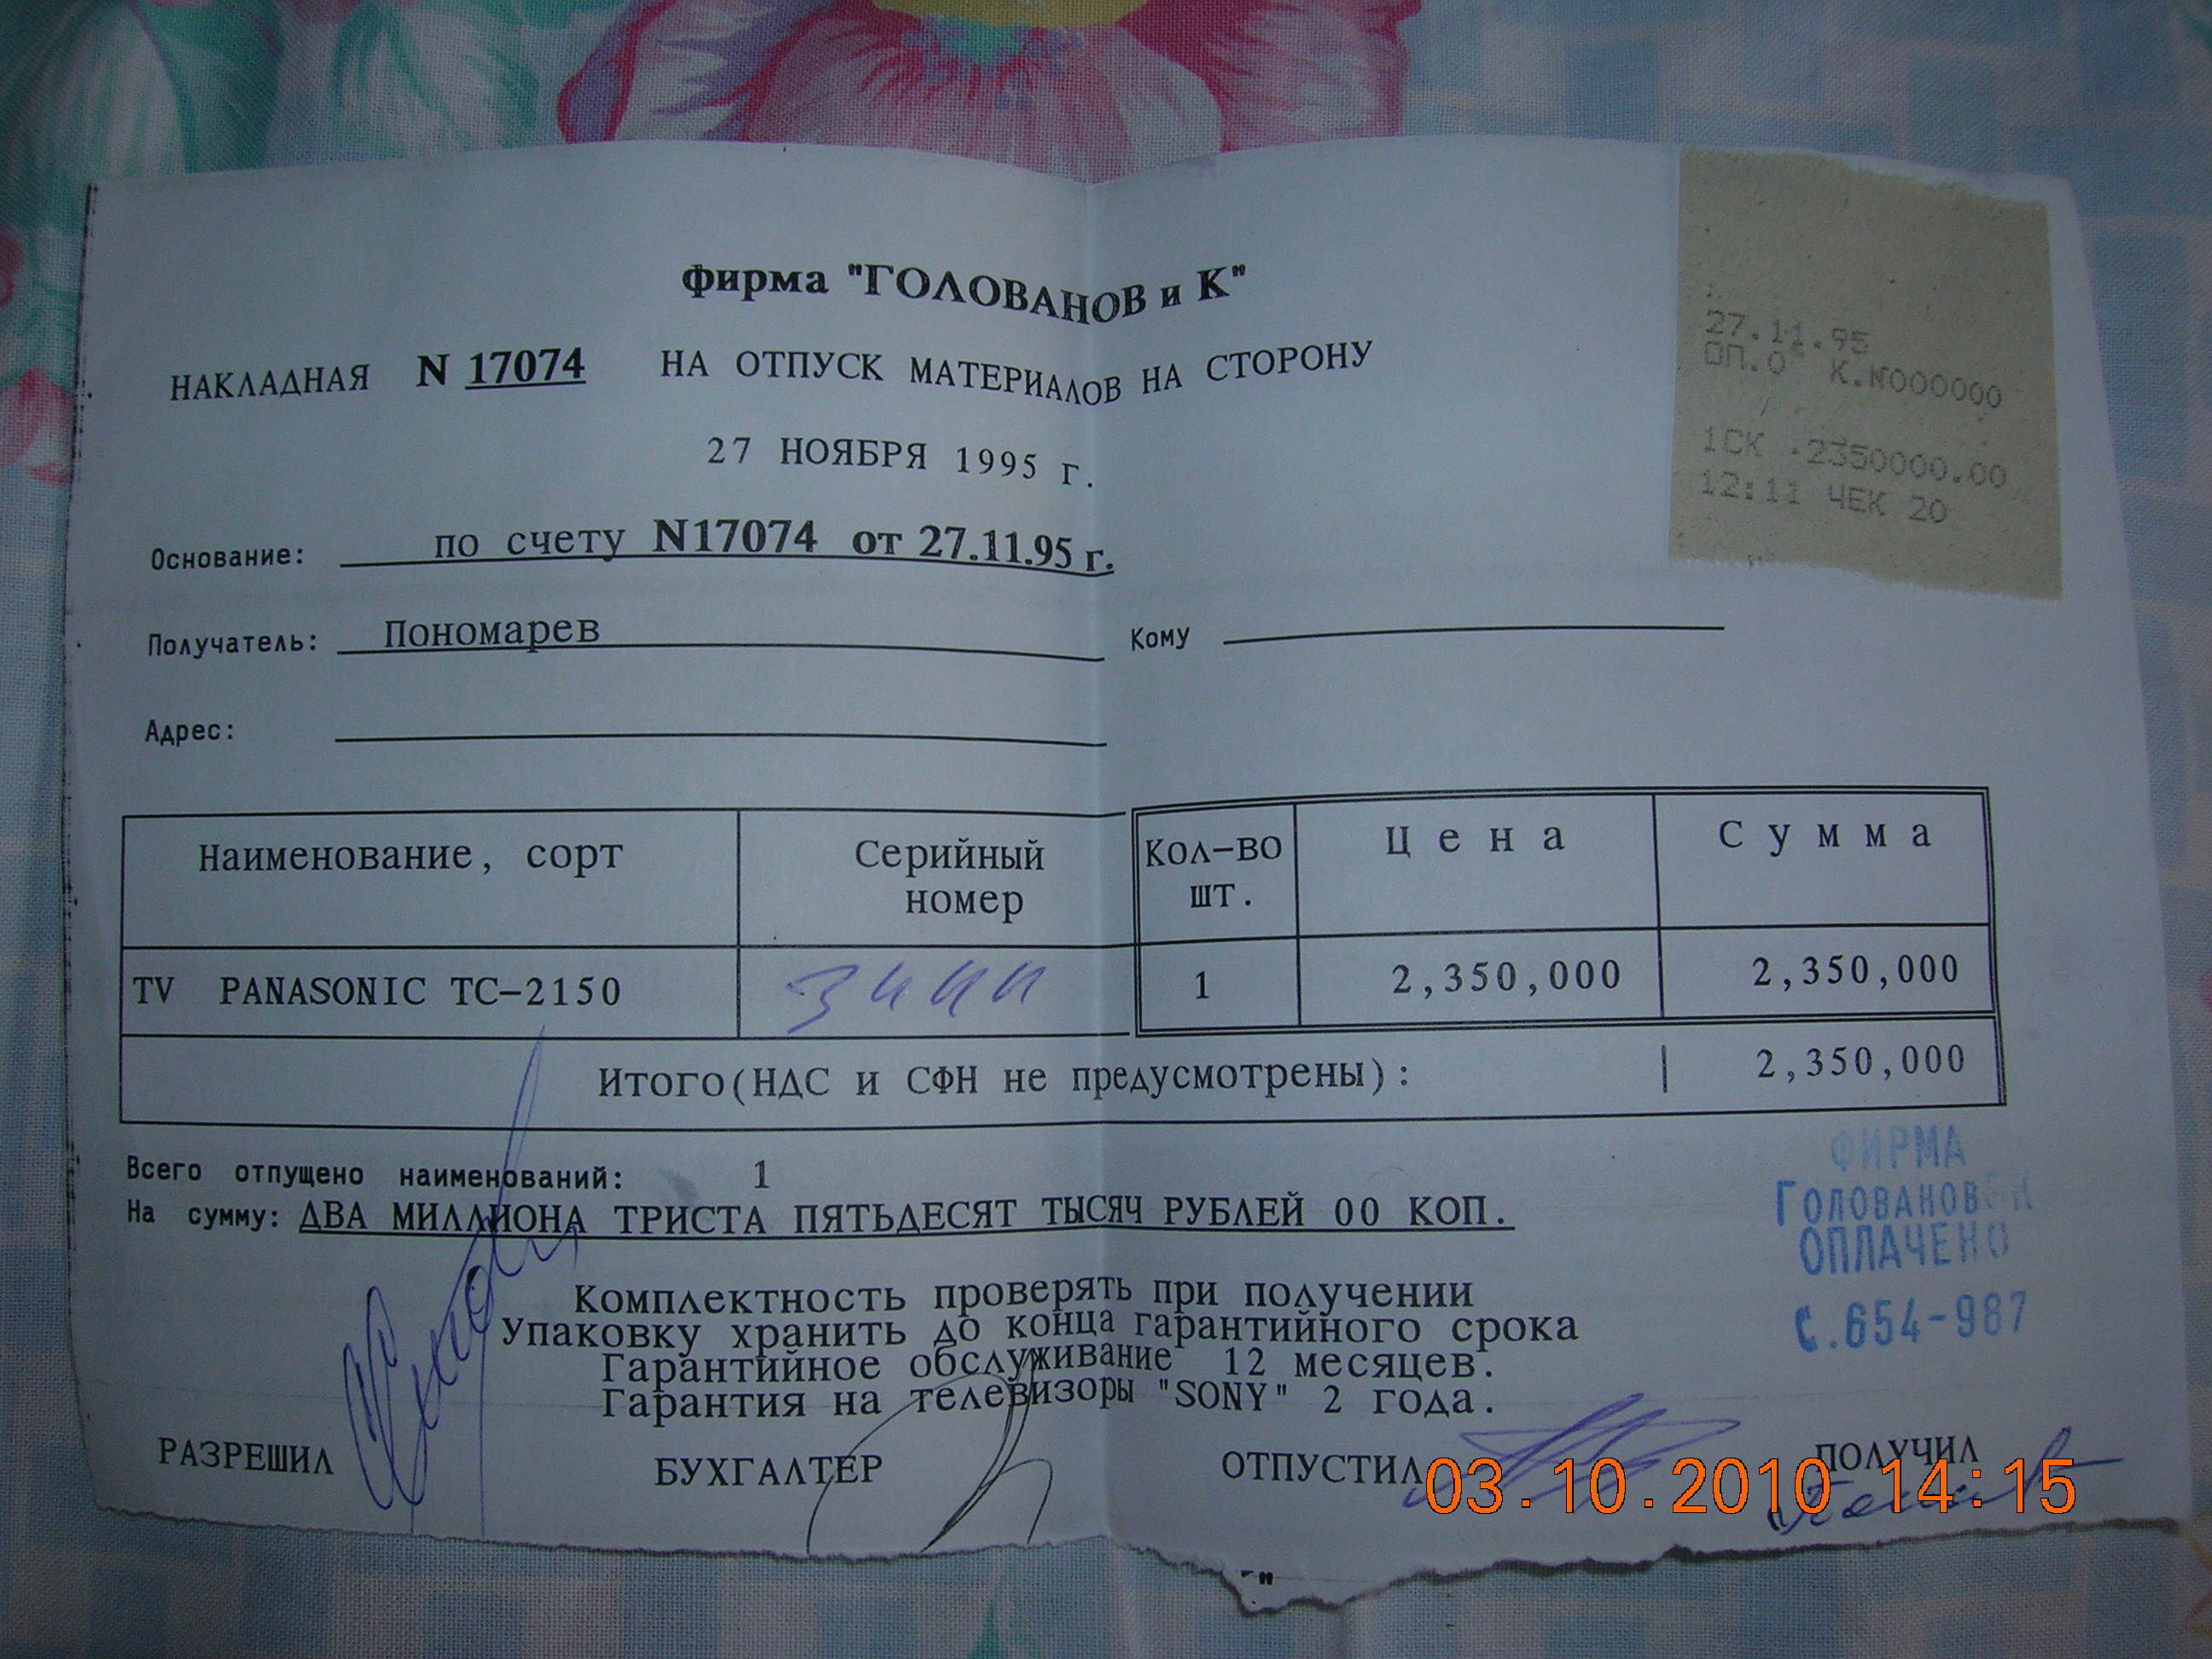 фирма "ГОЛОВАНОВ и К"
НАКЛАДНАЯ N 17074 НА ОТПУСК МАТЕРИАЛОВ НА СТОРОНУ
27 НОЯБРЯ 1995 г.
27.11.95
ОП.0 К.N000000
1СК .2350000.00
12:11 ЧЕК 20
Основание: по счету N17074 от 27.11.95 г.
Получатель: Пономарев Кому
Адрес:
Наименование, сорт Серийный номер Кол-во шт. Цена Сумма
TV PANASONIC TC-2150 1 2,350,000 2,350,000
Итого(НДС и СФН не предусмотрены): | 2,350,000
Всего отпущено наименований: 1
На сумму: ДВА МИЛЛИОНА ТРИСТА ПЯТЬДЕСЯТ ТЫСЯЧ РУБЛЕЙ 00 КОП.
ФИРМА
ГОЛОВАНОВ и К
ОПЛАЧЕНО
С.654-987
Комплектность проверять при получении
Упаковку хранить до конца гарантийного срока
Гарантийное обслуживание 12 месяцев.
Гарантия на телевизоры "SONY" 2 года.
РАЗРЕШИЛ БУХГАЛТЕР ОТПУСТИЛ ПОЛУЧИЛ
03.10.2010 14:15